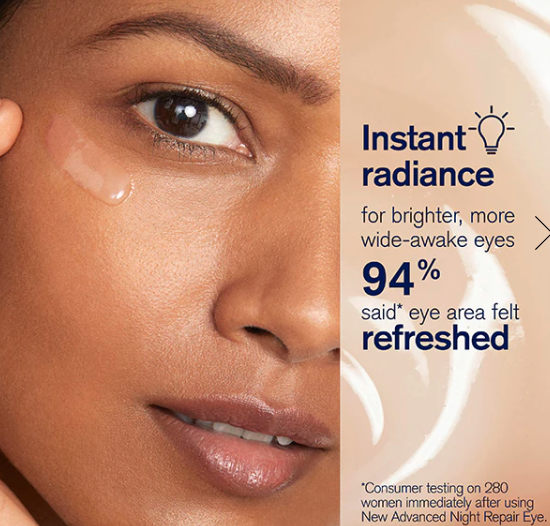 Instant
radiance
for brighter, more
wide-awake eyes
94%
said* eye area felt
refreshed
*Consumer testing on 280
women immediately after using
New Advanced Night Repair Eye.